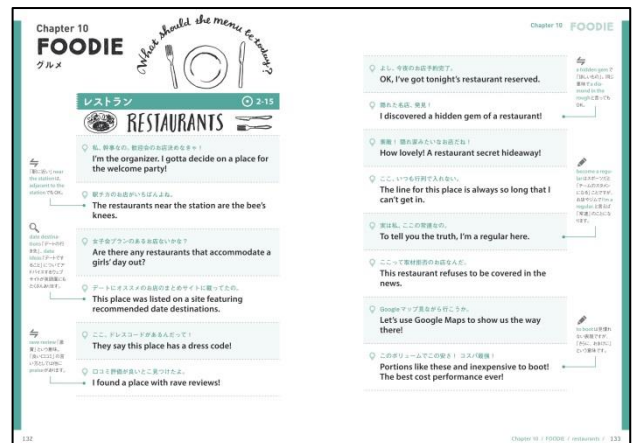 Chapter 10
FOODIE
グルメ
What should the menu be today?
レストラン
2-15
RESTAURANTS
私、幹事なの。歓迎会のお店決めなきゃ！
I'm the organizer. I gotta decide on a place for
the welcome party!
駅チカのお店がいちばんよね。
The restaurants near the station are the bee's
knees.
女子会プランのあるお店ないかな？
Are there any restaurants that accommodate a
girls' day out?
デートにオススメのお店のまとめサイトに載ってたの。
This place was listed on a site featuring
recommended date destinations.
ここ、ドレスコードがあるんだって！
They say this place has a dress code!
口コミ評価が良いとこ見つけたよ。
I found a place with rave reviews!
132
Chapter 10 FOODIE
よし、今夜のお店予約完了。
OK, I've got tonight's restaurant reserved.
隠れた名店、発見！
I discovered a hidden gem of a restaurant!
素敵！ 隠れ家みたいなお店だね！
How lovely! A restaurant secret hideaway!
ここ、いつも行列で入れない。
The line for this place is always so long that I
can't get in.
実は私、ここの常連なの。
To tell you the truth, I'm a regular here.
ここって取材拒否のお店なんだ。
This restaurant refuses to be covered in the
news.
Googleマップ見ながら行こうか。
Let's use Google Maps to show us the way
there!
このボリュームでこの安さ！ コスパ最強！
Portions like these and inexpensive to boot!
The best cost performance ever!
Chapter 10 / FOODIE / restaurants / 133